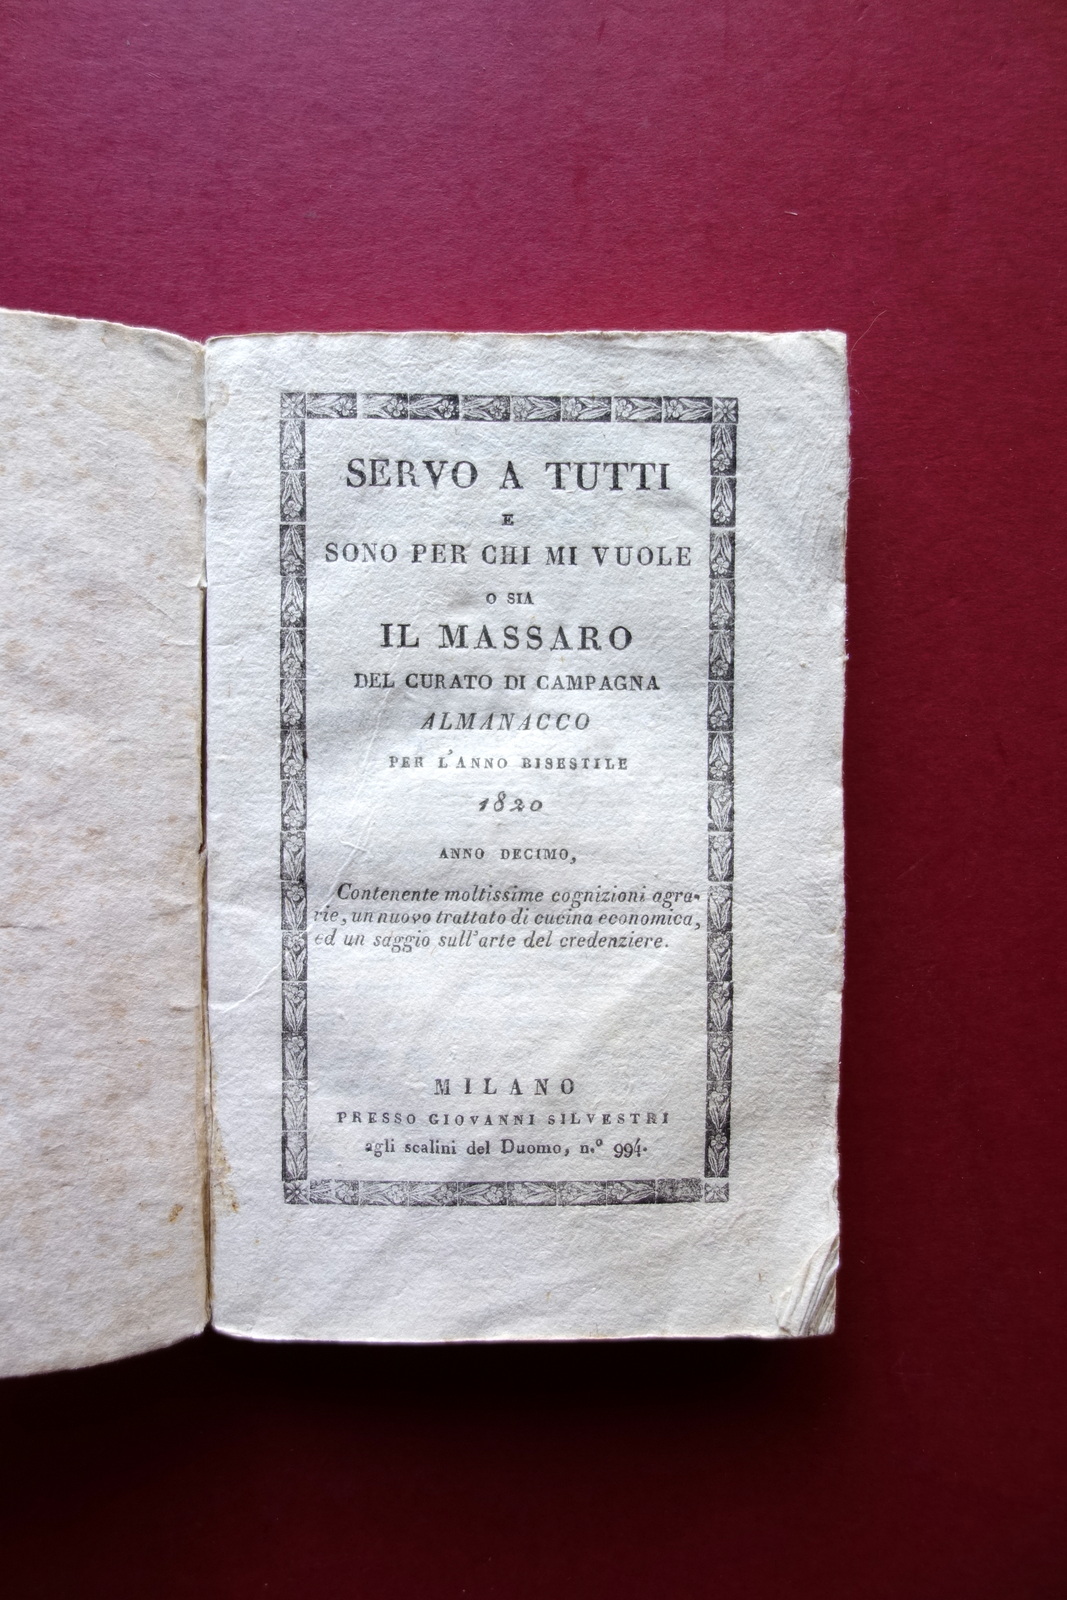 SERVO A TUTTI
E
SONO PER CHI MI VUOLE
O SIA
IL MASSARO
DEL CURATO DI CAMPAGNA
ALMANACCO
PER L'ANNO BISESTILE
1820
ANNO DECIMO,
Contenente moltissime cognizioni agra-
rie, un nuovo trattato di cucina economica,
ed un saggio sull'arte del credenziere.
MILANO
PRESSO GIOVANNI SILVESTRI
agli scalini del Duomo, n.º 994.